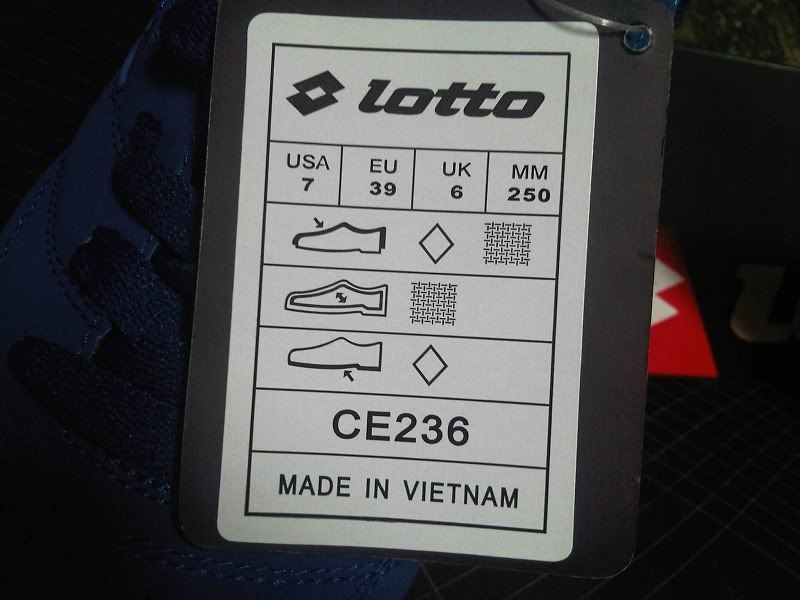 lotto
USA EU UK MM
7 39 6 250
CE236
MADE IN VIETNAM